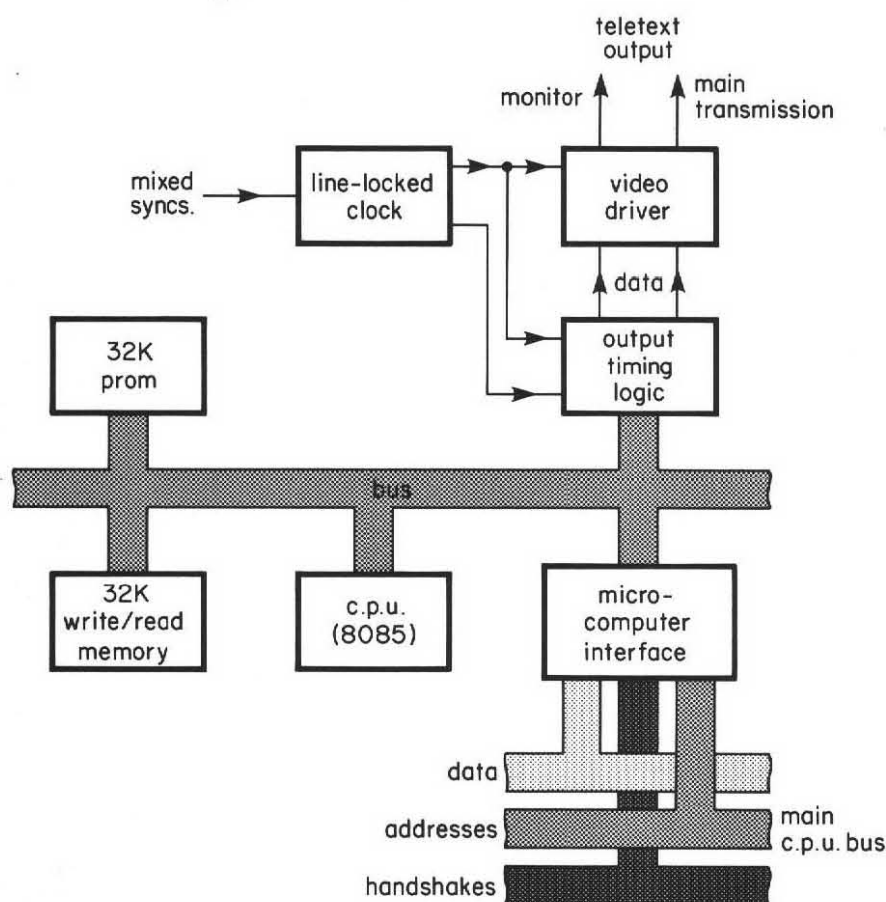 teletext
output
monitor
main
transmission
mixed
syncs.
line-locked
clock
video
driver
data
32K
prom
output
timing
logic
bus
32K
write/read
memory
c.p.u.
(8085)
micro-
computer
interface
data
addresses
main
c.p.u. bus
handshakes